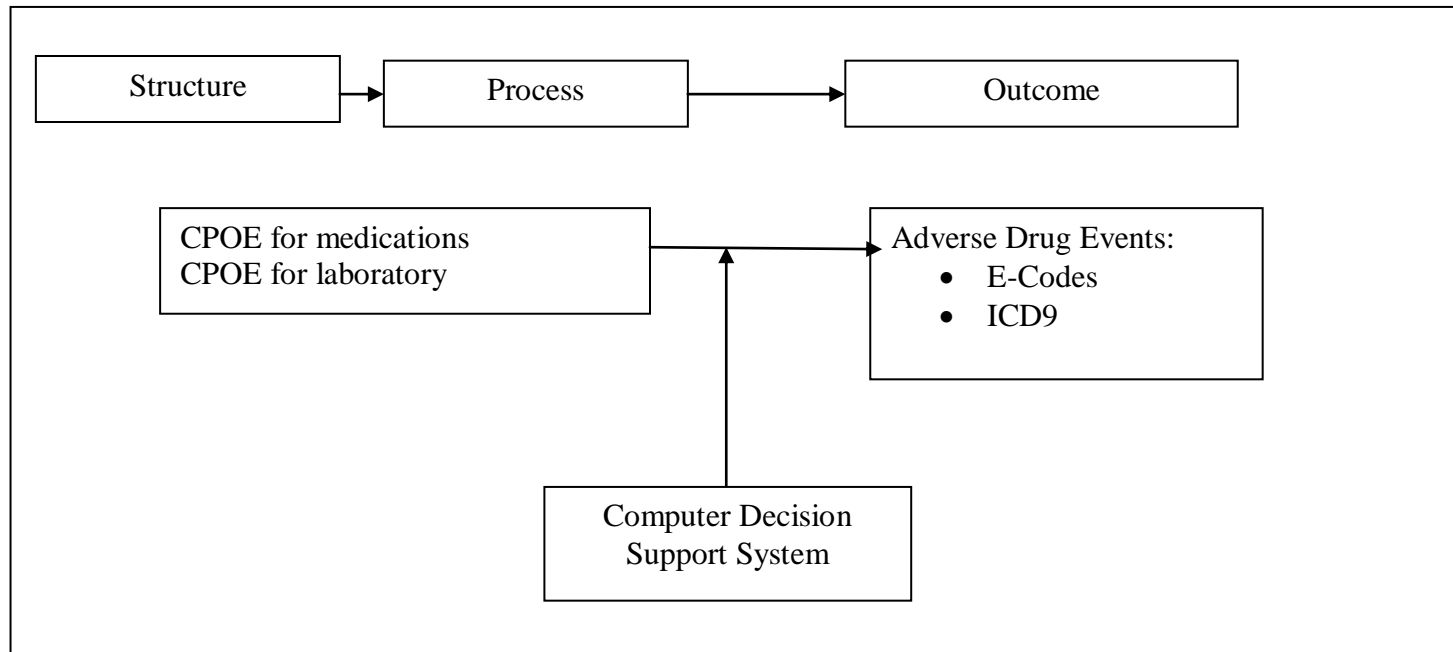 Structure
Process
Outcome
CPOE for medications
CPOE for laboratory
Adverse Drug Events:
• E-Codes
• ICD9
Computer Decision
Support System